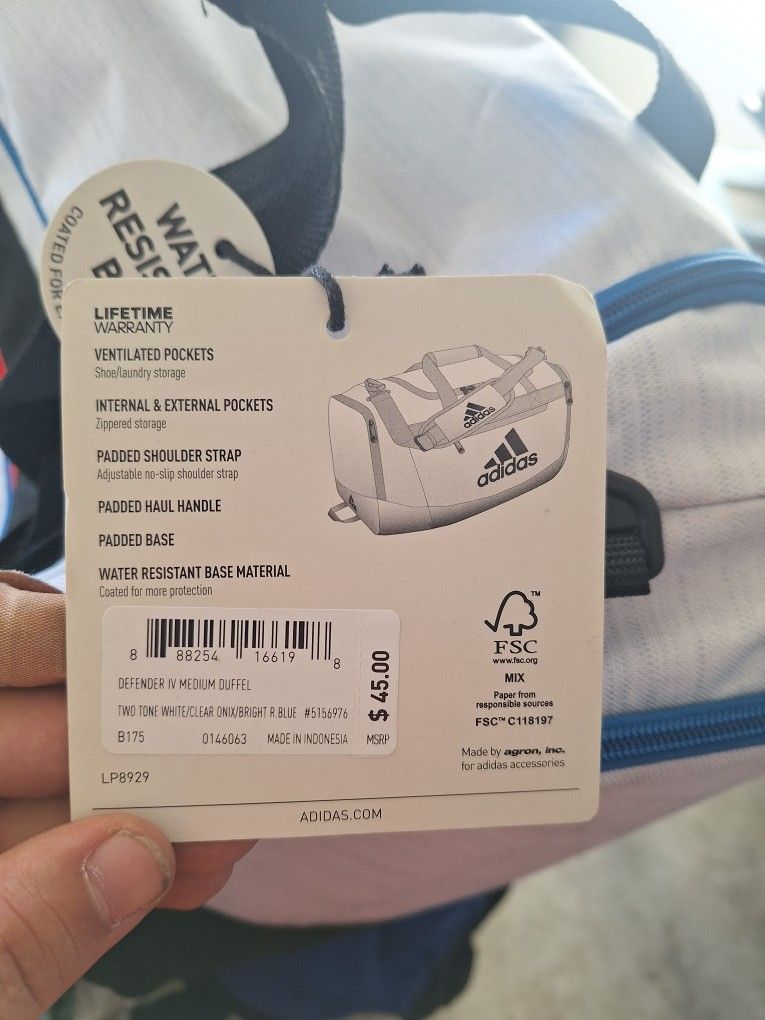 COATED FOR
WAT
RESIS
B
LIFETIME
WARRANTY
VENTILATED POCKETS
Shoe/laundry storage
INTERNAL & EXTERNAL POCKETS
Zippered storage
PADDED SHOULDER STRAP
Adjustable no-slip shoulder strap
PADDED HAUL HANDLE
PADDED BASE
WATER RESISTANT BASE MATERIAL
Coated for more protection
adidas
adidas
8 88254 16619 8
DEFENDER IV MEDIUM DUFFEL
TWO TONE WHITE/CLEAR ONIX/BRIGHT R.BLUE #5156976
B175 0146063 MADE IN INDONESIA
$ 45.00
MSRP
LP8929
FSC™
www.fsc.org
MIX
Paper from
responsible sources
FSC™ C118197
Made by agron, inc.
for adidas accessories
ADIDAS.COM